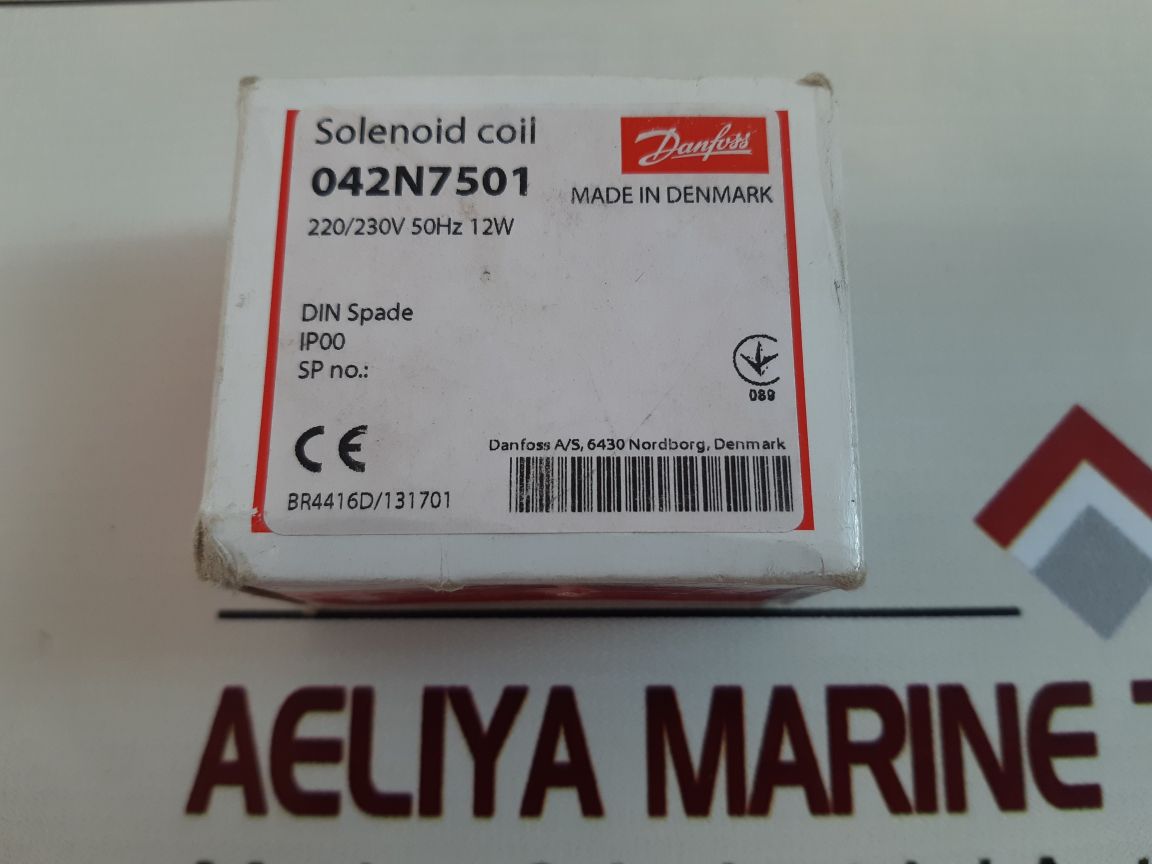 Solenoid coil
Danfoss
042N7501
MADE IN DENMARK
220/230V 50Hz 12W
DIN Spade
IP00
SP no.:
089
CE
Danfoss A/S, 6430 Nordborg, Denmark
BR4416D/131701
AELIYA MARINE